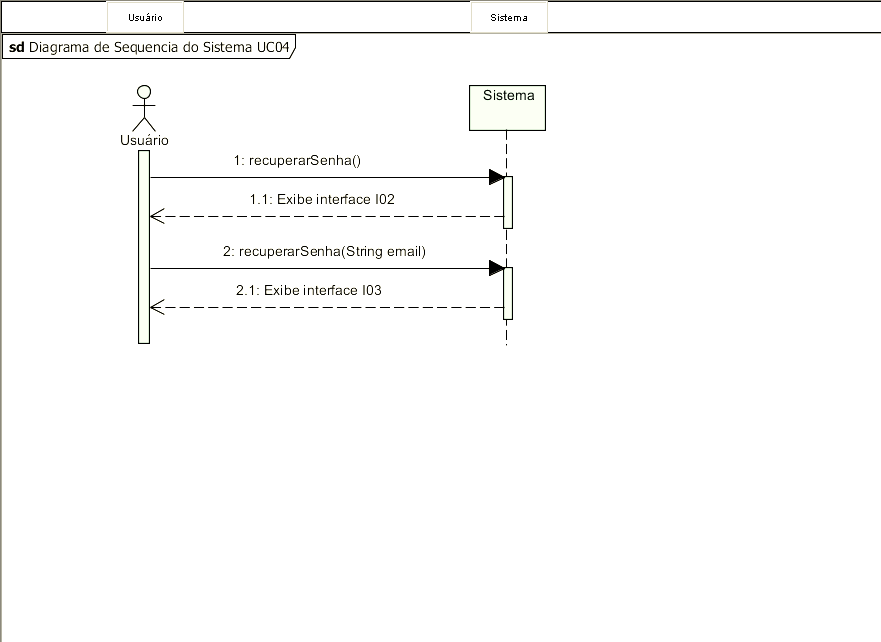 Usuário
Sistema
sd Diagrama de Sequencia do Sistema UC04
Sistema
Usuário
1: recuperarSenha()
1.1: Exibe interface I02
2: recuperarSenha(String email)
2.1: Exibe interface I03